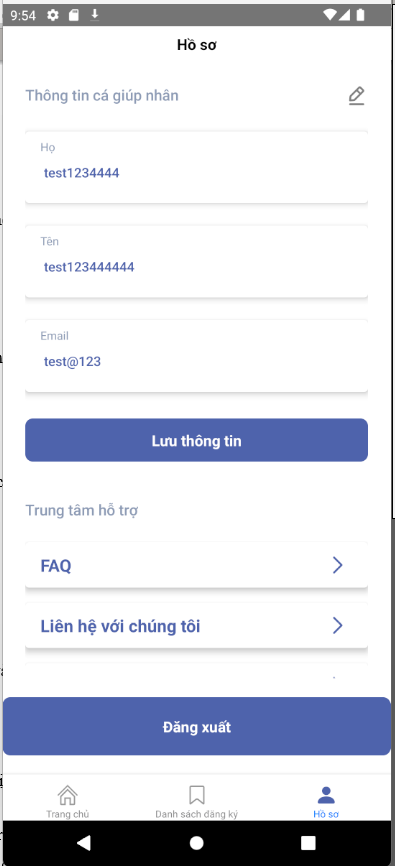 9:54
Hồ sơ
Thông tin cá giúp nhân
Họ
test1234444
Tên
test123444444
Email
test@123
Lưu thông tin
Trung tâm hỗ trợ
FAQ
Liên hệ với chúng tôi
Đăng xuất
Trang chủ
Danh sách đăng ký
Hồ sơ